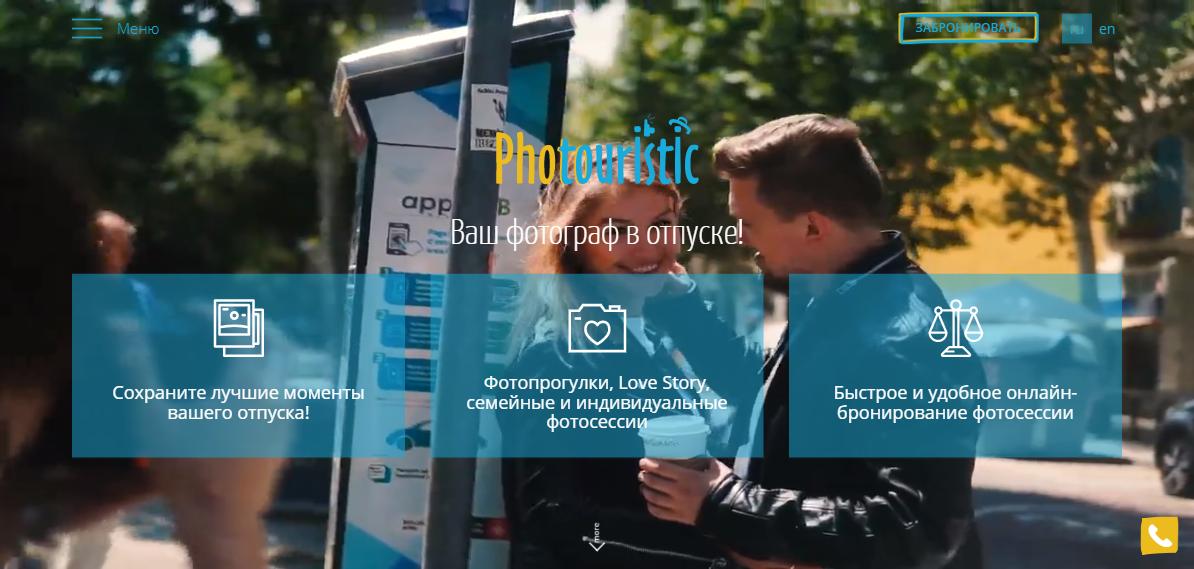 Меню
ЗАБРОНИРОВАТЬ
ru
en
Photouristic
Ваш фотограф в отпуске!
Сохраните лучшие моменты
вашего отпуска!
Фотопрогулки, Love Story,
семейные и индивидуальные
фотосессии
Быстрое и удобное онлайн-
бронирование фотосессии
more